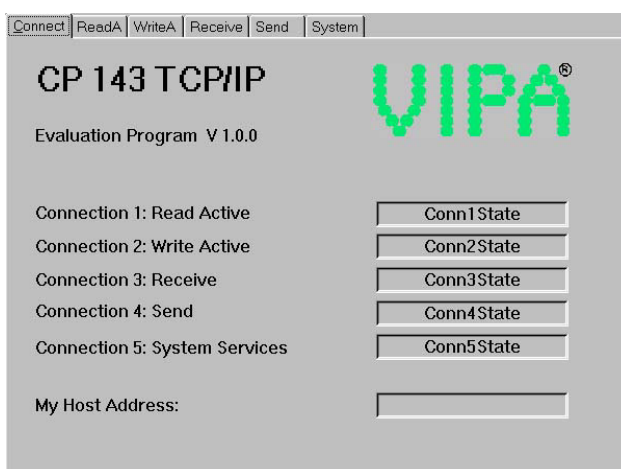 Connect ReadA WriteA Receive Send System
CP 143 TCP/IP
VIPA®
Evaluation Program V 1.0.0
Connection 1: Read Active Conn1State
Connection 2: Write Active Conn2State
Connection 3: Receive Conn3State
Connection 4: Send Conn4State
Connection 5: System Services Conn5State
My Host Address: